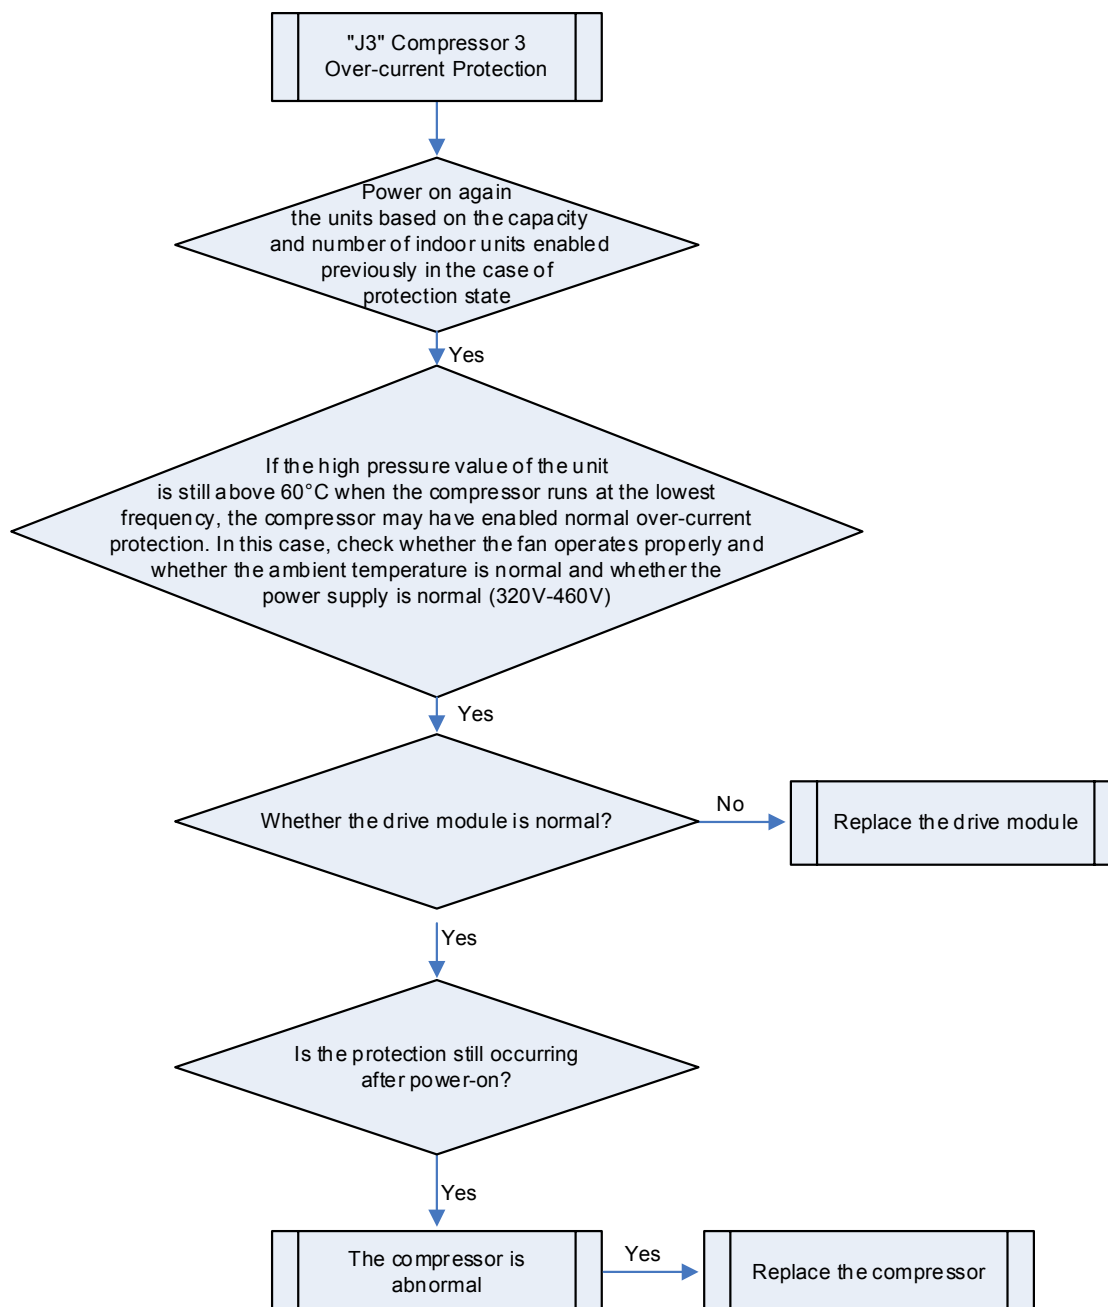 "J3" Compressor 3
Over-current Protection
Power on again
the units based on the capacity
and number of indoor units enabled
previously in the case of
protection state
Yes
If the high pressure value of the unit
is still above 60°C when the compressor runs at the lowest
frequency, the compressor may have enabled normal over-current
protection. In this case, check whether the fan operates properly and
whether the ambient temperature is normal and whether the
power supply is normal (320V-460V)
Yes
Whether the drive module is normal?
No
Replace the drive module
Yes
Is the protection still occurring
after power-on?
Yes
The compressor is
abnormal
Yes
Replace the compressor